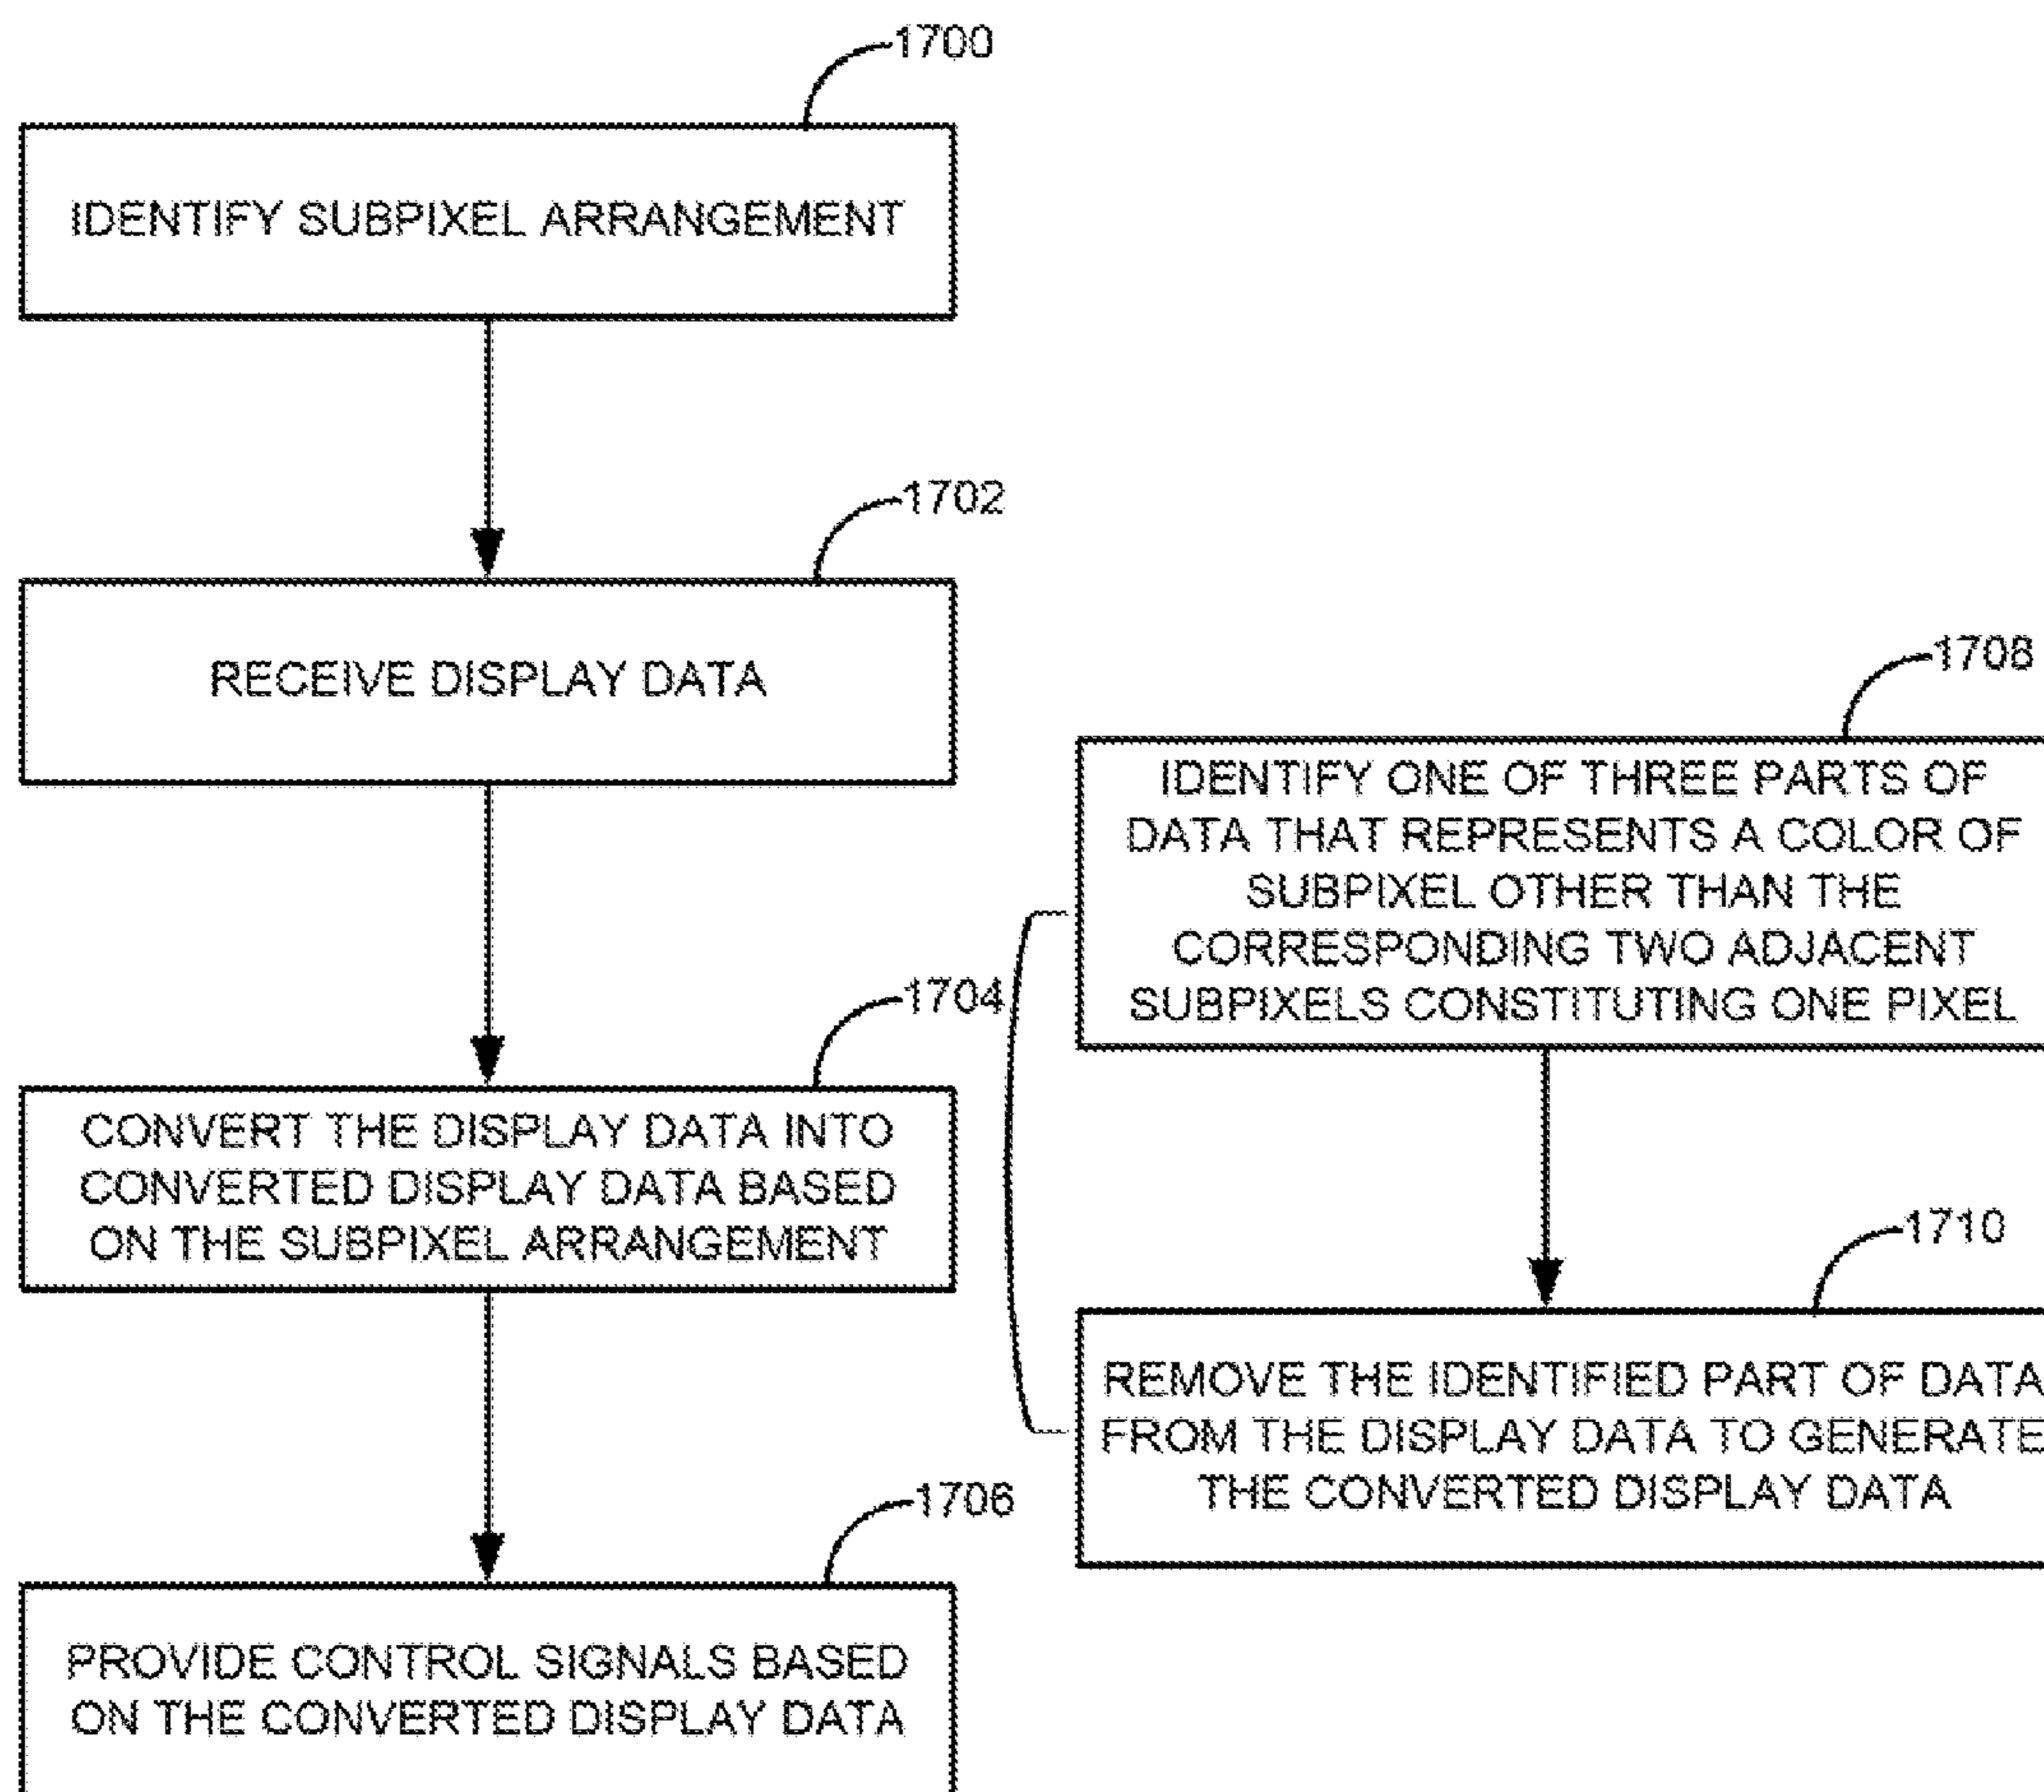 1700
IDENTIFY SUBPIXEL ARRANGEMENT
1702
RECEIVE DISPLAY DATA
1704
CONVERT THE DISPLAY DATA INTO
CONVERTED DISPLAY DATA BASED
ON THE SUBPIXEL ARRANGEMENT
1706
PROVIDE CONTROL SIGNALS BASED
ON THE CONVERTED DISPLAY DATA
1708
IDENTIFY ONE OF THREE PARTS OF
DATA THAT REPRESENTS A COLOR OF
SUBPIXEL OTHER THAN THE
CORRESPONDING TWO ADJACENT
SUBPIXELS CONSTITUTING ONE PIXEL
1710
REMOVE THE IDENTIFIED PART OF DATA
FROM THE DISPLAY DATA TO GENERATE
THE CONVERTED DISPLAY DATA